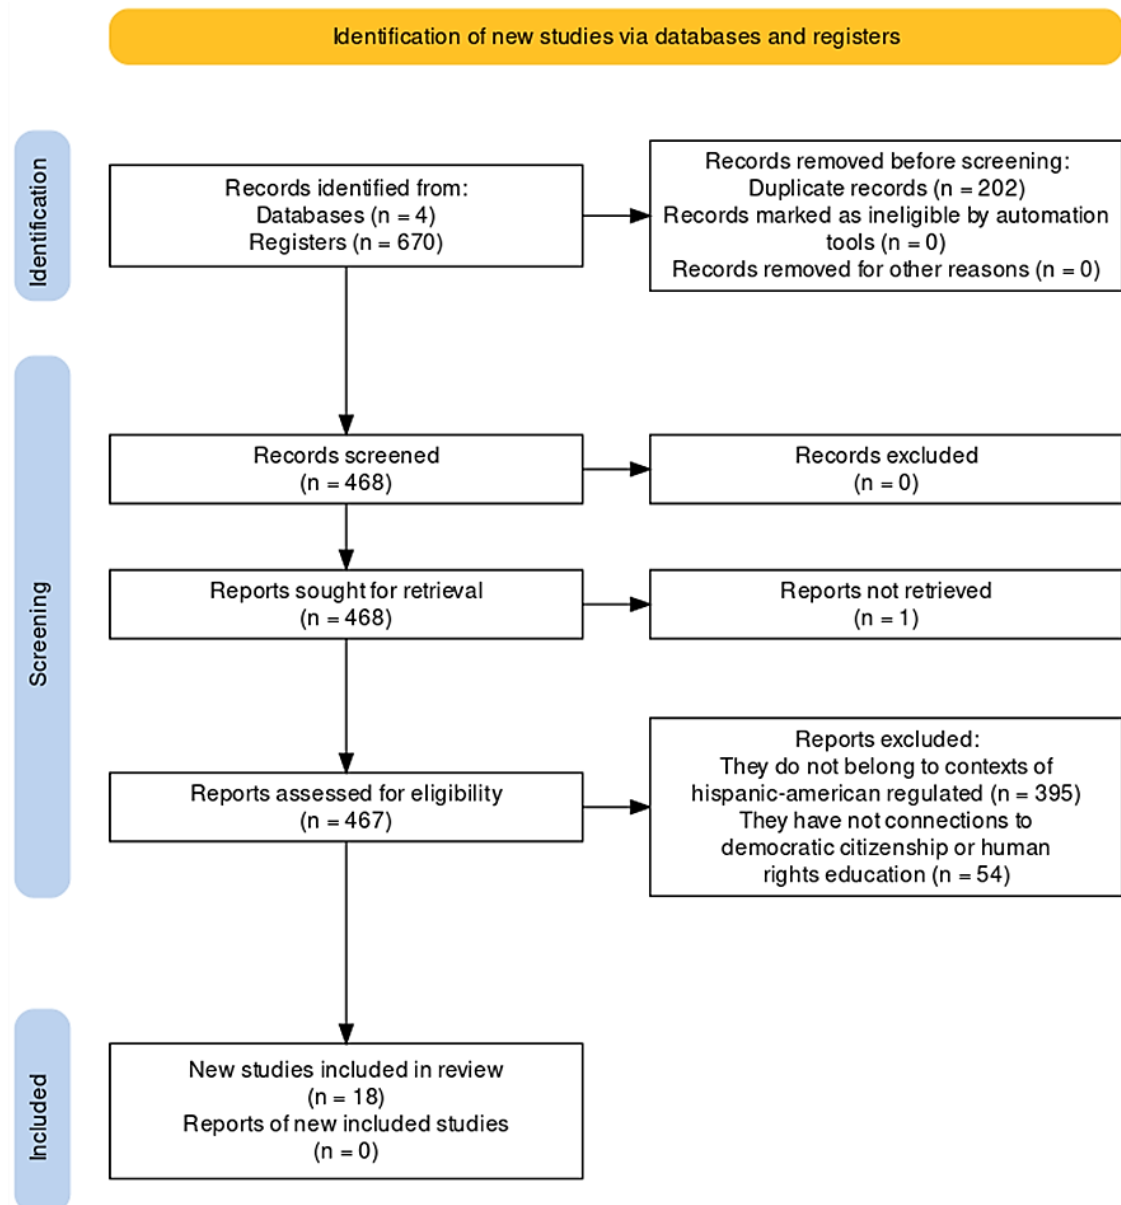 Identification of new studies via databases and registers
Identification
Records identified from:
Databases (n = 4)
Registers (n = 670)
Records removed before screening:
Duplicate records (n = 202)
Records marked as ineligible by automation
tools (n = 0)
Records removed for other reasons (n = 0)
Screening
Records screened
(n = 468)
Records excluded
(n = 0)
Reports sought for retrieval
(n = 468)
Reports not retrieved
(n = 1)
Reports assessed for eligibility
(n = 467)
Reports excluded:
They do not belong to contexts of
hispanic-american regulated (n = 395)
They have not connections to
democratic citizenship or human
rights education (n = 54)
Included
New studies included in review
(n = 18)
Reports of new included studies
(n = 0)